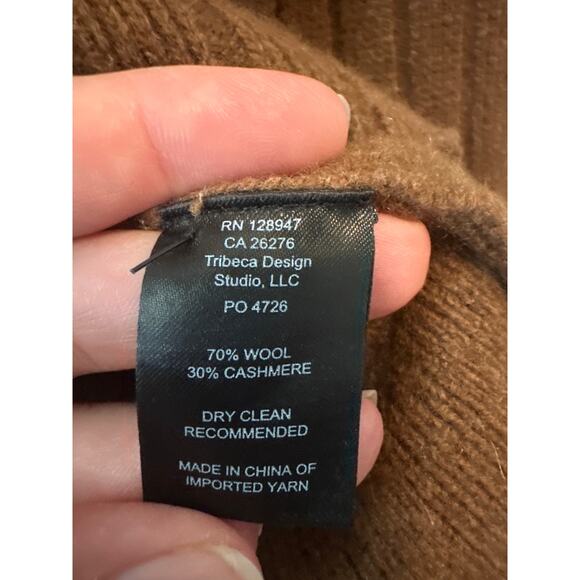 RN 128947
CA 26276
Tribeca Design
Studio, LLC
PO 4726
70% WOOL
30% CASHMERE
DRY CLEAN
RECOMMENDED
MADE IN CHINA OF
IMPORTED YARN